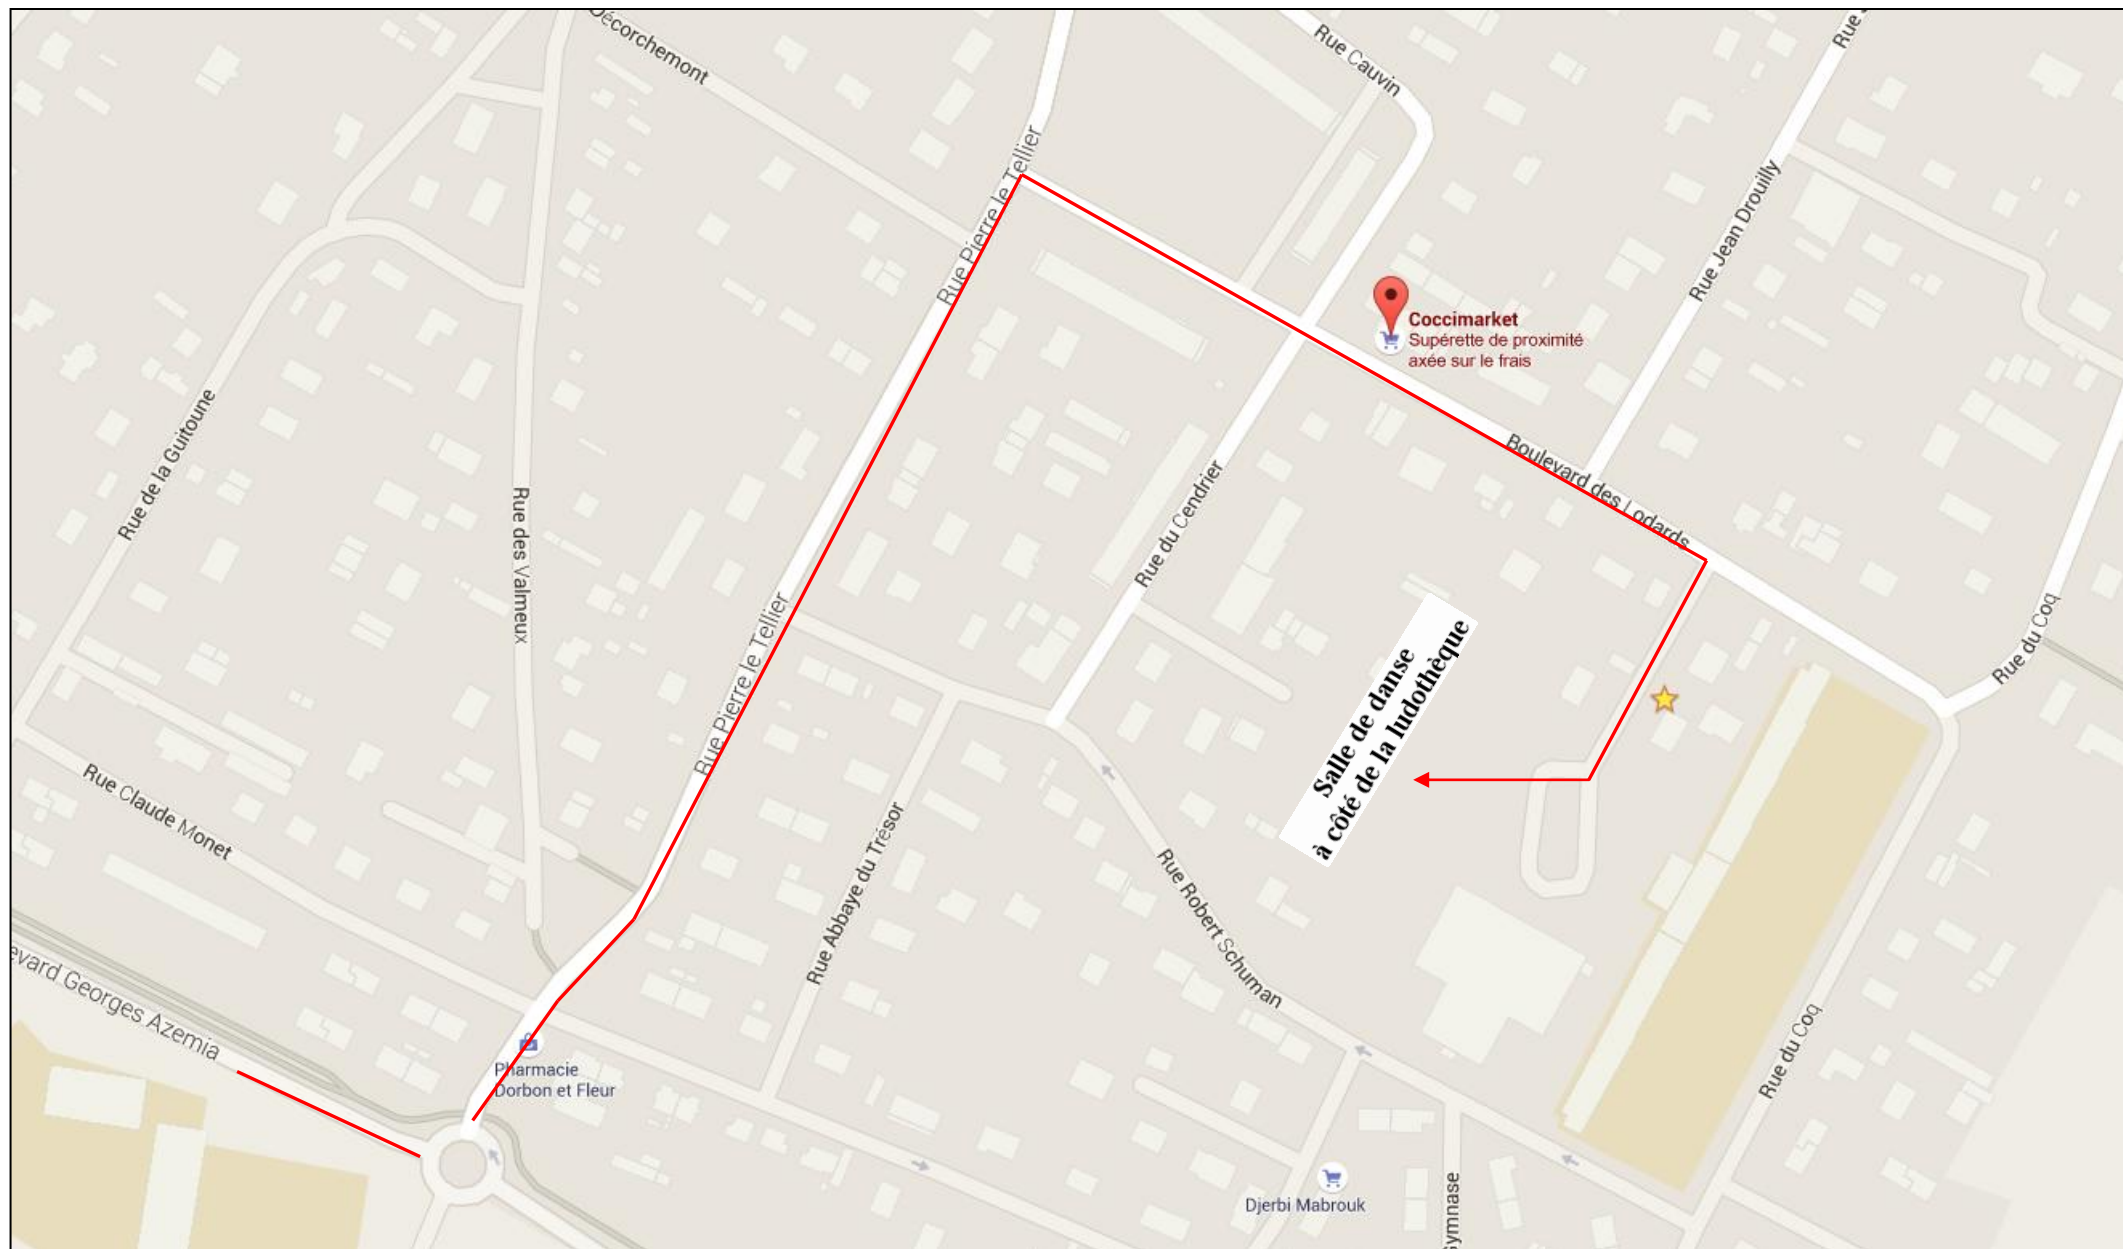 Décorchemont
Rue Cauvin
Rue
Rue Pierre le Tellier
Rue Jean Drouilly
Coccimarket
Supérette de proximité
axée sur le frais
Rue de la Guitoune
Rue des Valmeux
Rue du Cendrier
Boulevard des Lodards
Rue du Coq
Rue Pierre le Tellier
Salle de danse
à côté de la ludothèque
Rue Claude Monet
Rue Abbaye du Trésor
Rue Robert Schuman
evard Georges Azemia
Pharmacie
Dorbon et Fleur
Rue du Coq
Djerbi Mabrouk
ymnase